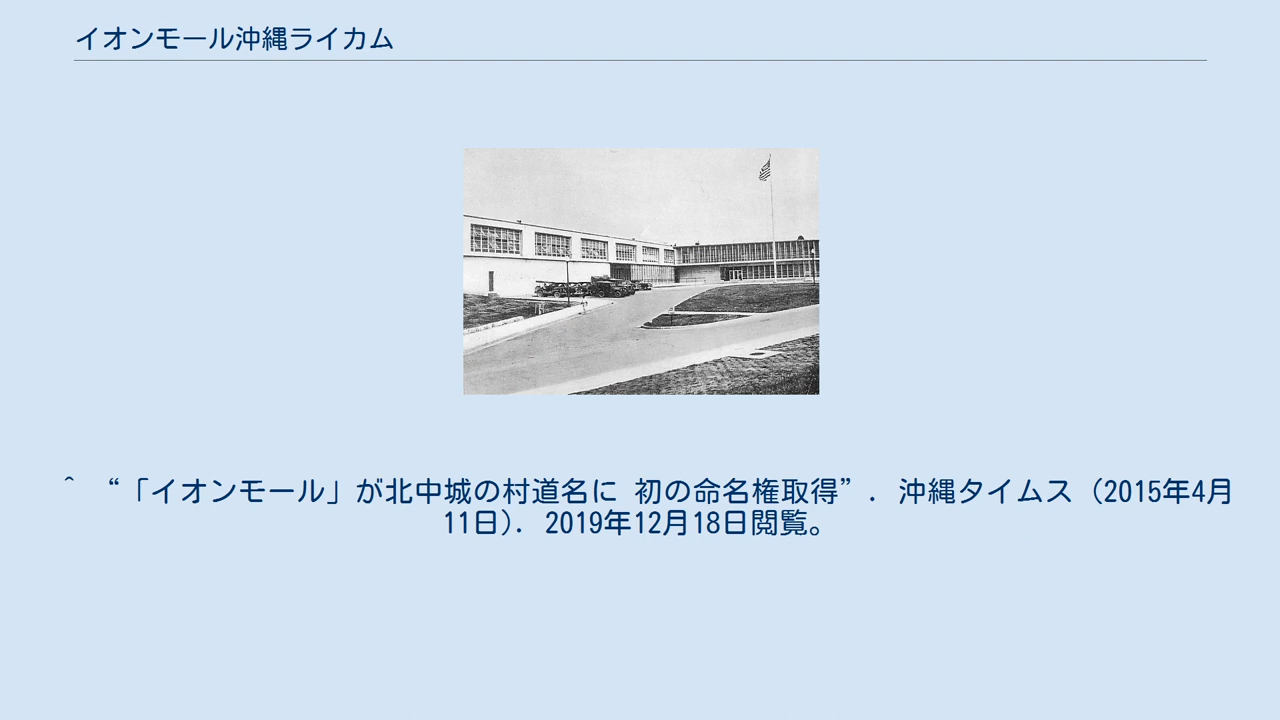 イオンモール沖縄ライカム
^ “「イオンモール」が北中城の村道名に 初の命名権取得”. 沖縄タイムス (2015年4月
11日). 2019年12月18日閲覧。